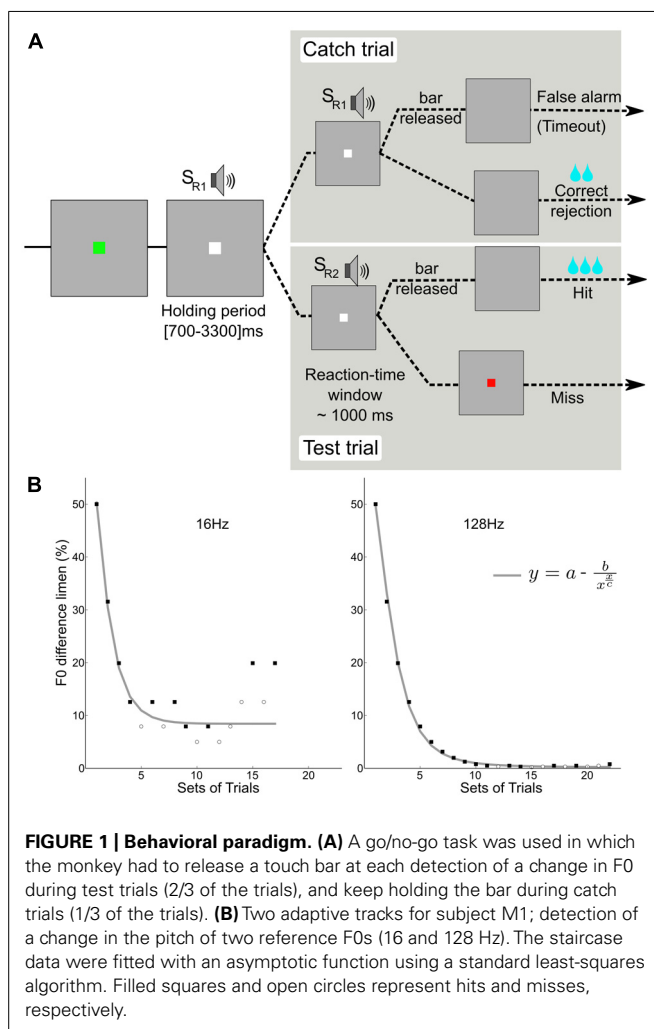 A
Catch trial
S_R1
bar
released
False alarm
(Timeout)
S_R1
Correct
rejection
Holding period
[700-3300]ms
S_R2
bar
released
Hit
Reaction-time
window
~ 1000 ms
Miss
Test trial
B
F0 difference limen (%)
50
40
30
20
10
0
16Hz
5 10 15 20
Sets of Trials
50
40
30
20
10
0
128Hz
y = a - b/x^(x/c)
5 10 15 20
Sets of Trials
FIGURE 1 | Behavioral paradigm. (A) A go/no-go task was used in which
the monkey had to release a touch bar at each detection of a change in F0
during test trials (2/3 of the trials), and keep holding the bar during catch
trials (1/3 of the trials). (B) Two adaptive tracks for subject M1; detection of
a change in the pitch of two reference F0s (16 and 128 Hz). The staircase
data were fitted with an asymptotic function using a standard least-squares
algorithm. Filled squares and open circles represent hits and misses,
respectively.